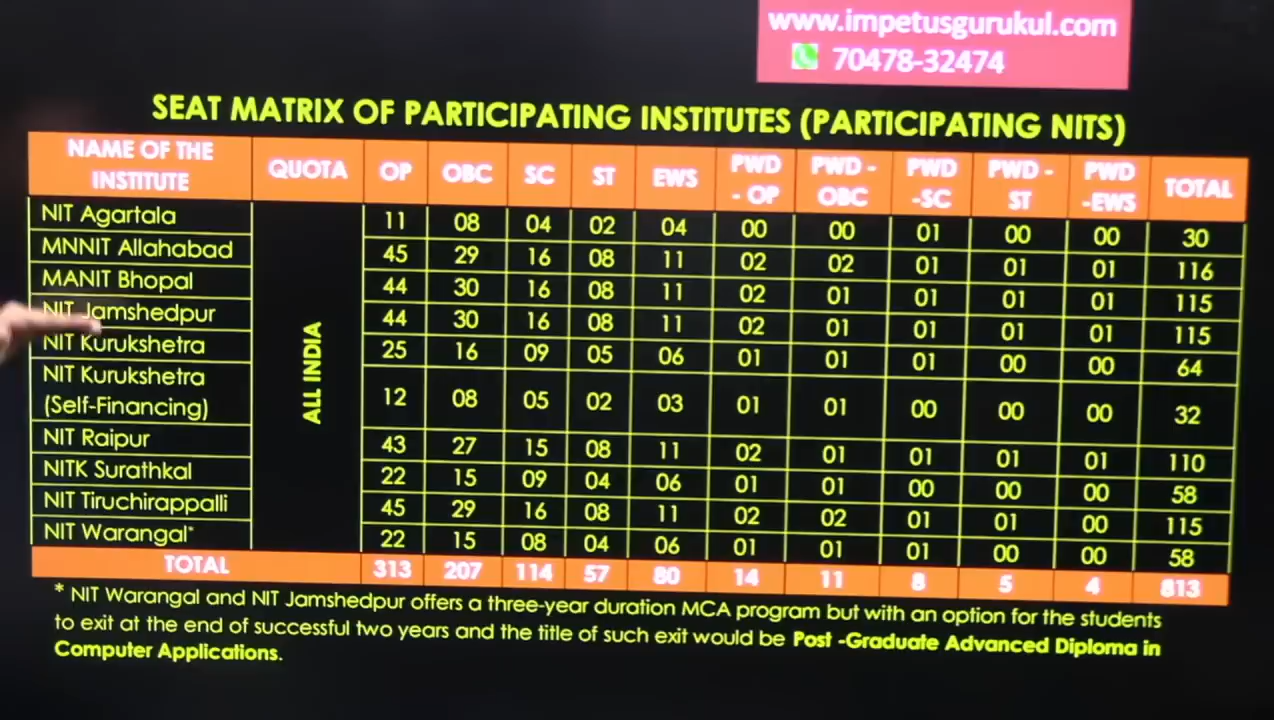 www.impetusgurukul.com
70478-32474
SEAT MATRIX OF PARTICIPATING INSTITUTES (PARTICIPATING NITS)
NAME OF THE INSTITUTE QUOTA OP OBC SC ST EWS PWD - OP PWD - OBC PWD -SC PWD - ST PWD -EWS TOTAL
ALL INDIA
NIT Agartala 11 08 04 02 04 00 00 01 00 00 30
MNNIT Allahabad 45 29 16 08 11 02 02 01 01 01 116
MANIT Bhopal 44 30 16 08 11 02 01 01 01 01 115
NIT Jamshedpur 44 30 16 08 11 02 01 01 01 01 115
NIT Kurukshetra 25 16 09 05 06 01 01 01 00 00 64
NIT Kurukshetra (Self-Financing) 12 08 05 02 03 01 01 00 00 00 32
NIT Raipur 43 27 15 08 11 02 01 01 01 01 110
NITK Surathkal 22 15 09 04 06 01 01 00 00 00 58
NIT Tiruchirappalli 45 29 16 08 11 02 02 01 01 00 115
NIT Warangal* 22 15 08 04 06 01 01 01 00 00 58
TOTAL 313 207 114 57 80 14 11 8 5 4 813
* NIT Warangal and NIT Jamshedpur offers a three-year duration MCA program but with an option for the students
to exit at the end of successful two years and the title of such exit would be Post -Graduate Advanced Diploma in
Computer Applications.